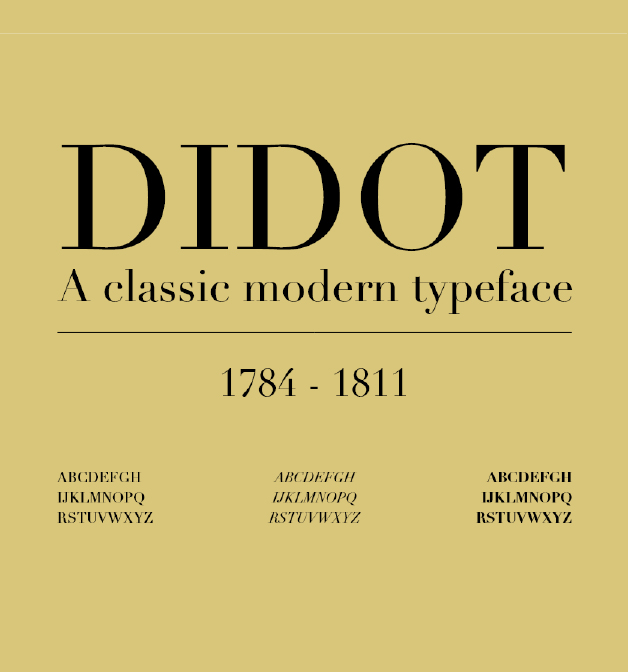 DIDOT
A classic modern typeface
1784 - 1811
ABCDEFGH
IJKLMNOPQ
RSTUVWXYZ
ABCDEFGH
IJKLMNOPQ
RSTUVWXYZ
ABCDEFGH
IJKLMNOPQ
RSTUVWXYZ